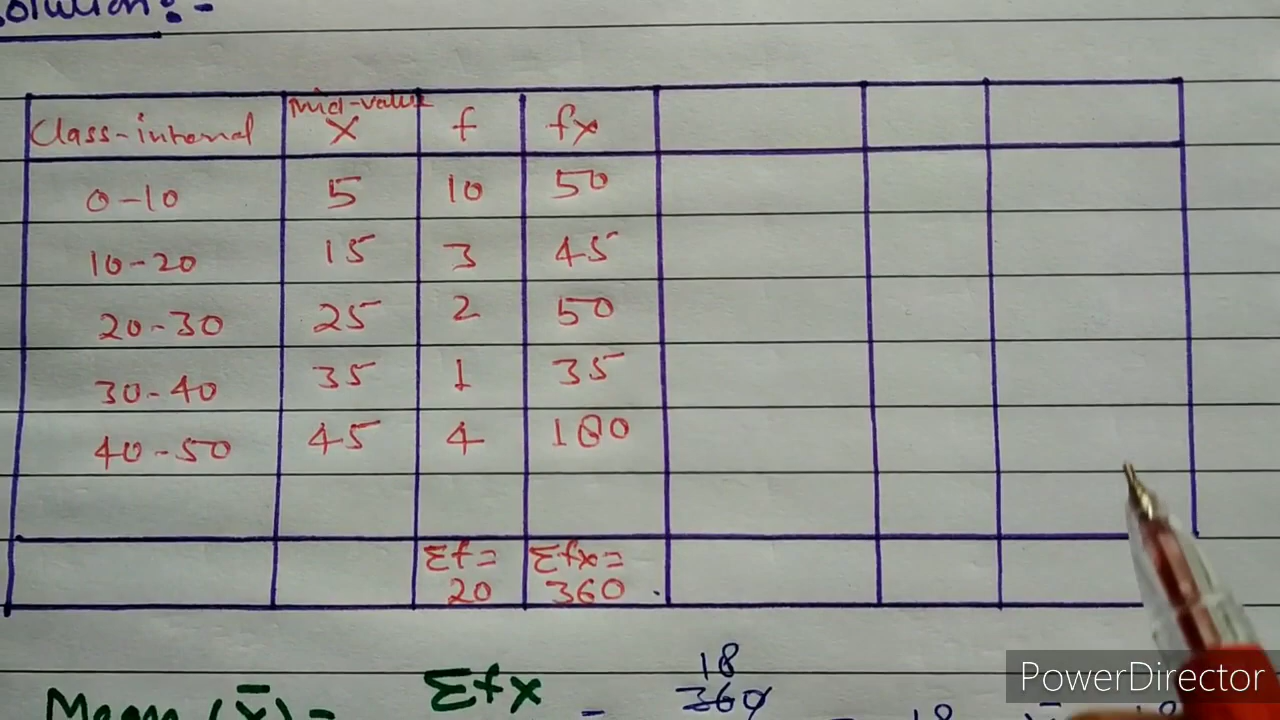 Solution:-
Class-interval Mid-value X f fx
0-10 5 10 50
10-20 15 3 45
20-30 25 2 50
30-40 35 1 35
40-50 45 4 180
Σf= 20 Σfx= 360
18
Mean (x̄) = Σfx = 360
PowerDirector